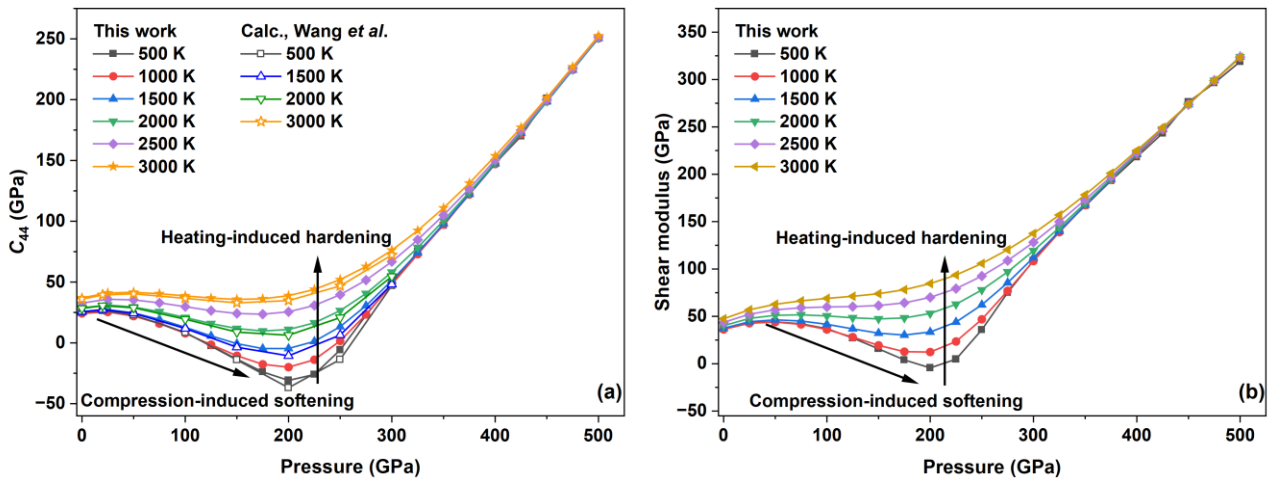 This work
500 K
1000 K
1500 K
2000 K
2500 K
3000 K
Calc., Wang et al.
500 K
1500 K
2000 K
3000 K
Heating-induced hardening
Compression-induced softening
(a)
C44 (GPa)
250
200
150
100
50
0
−50
0 100 200 300 400 500
Pressure (GPa)
This work
500 K
1000 K
1500 K
2000 K
2500 K
3000 K
Heating-induced hardening
Compression-induced softening
(b)
Shear modulus (GPa)
350
300
250
200
150
100
50
0
−50
0 100 200 300 400 500
Pressure (GPa)